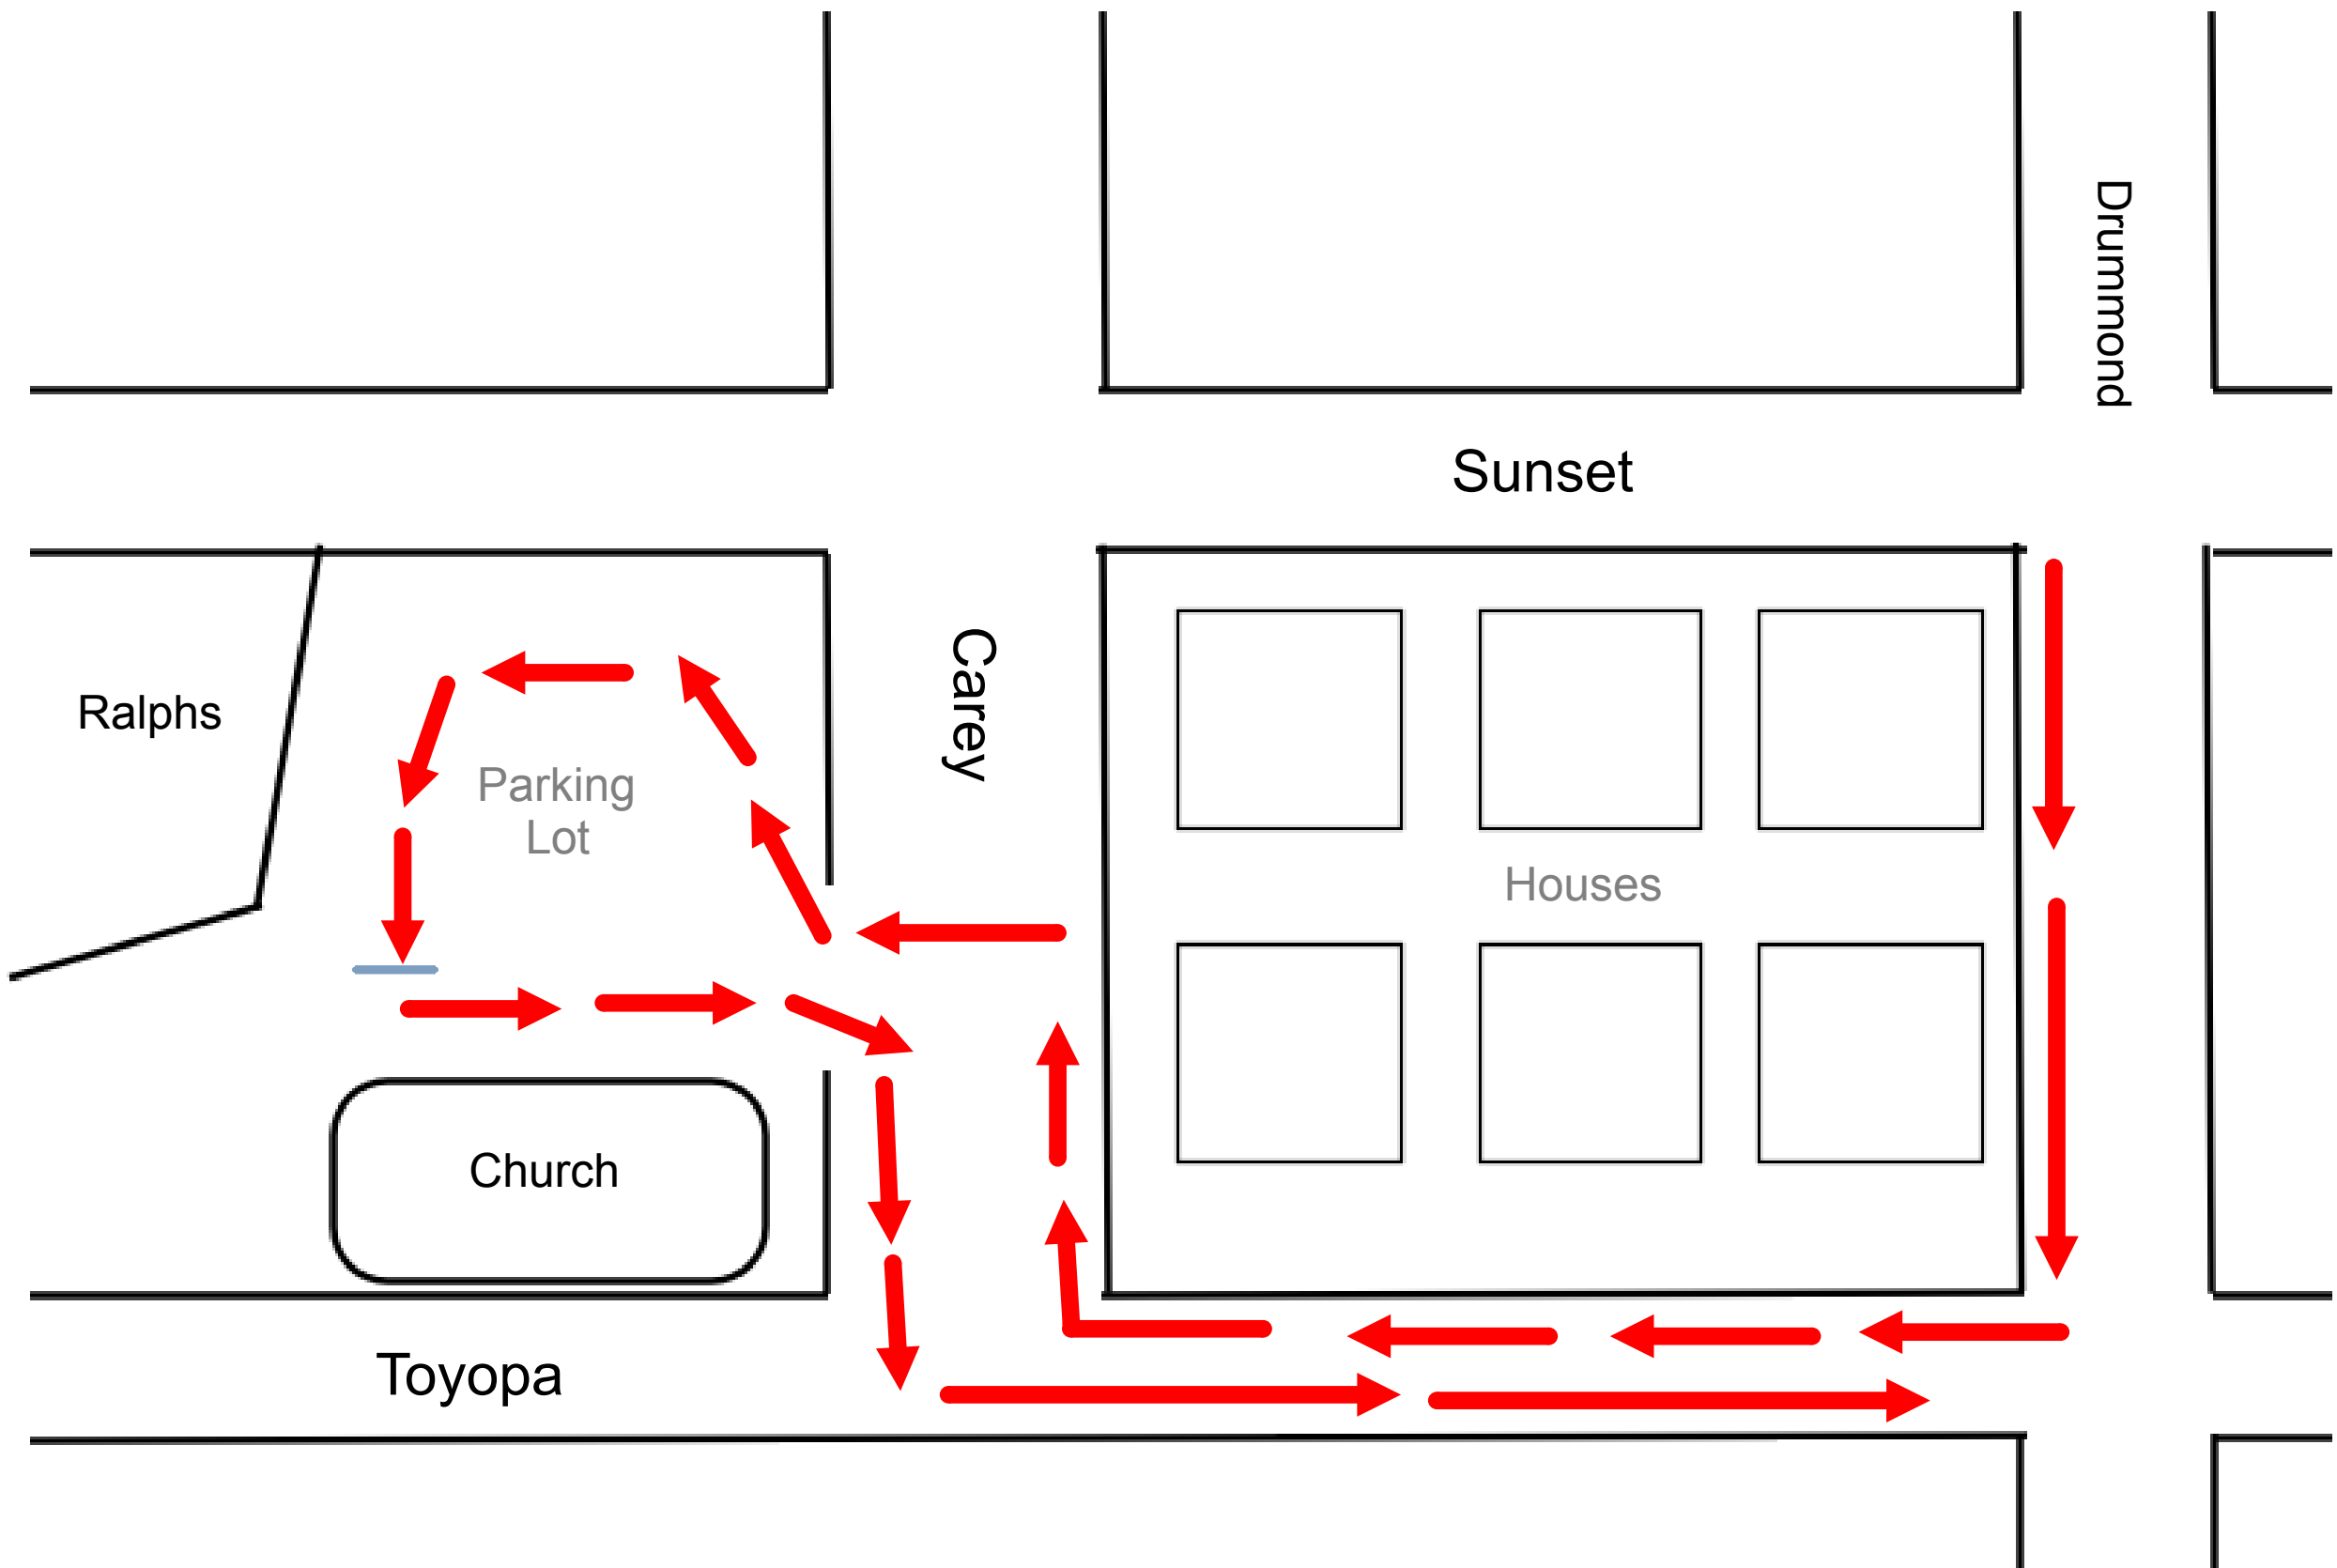 Drummond
Sunset
Carey
Ralphs
Parking
Lot
Houses
Church
Toyopa